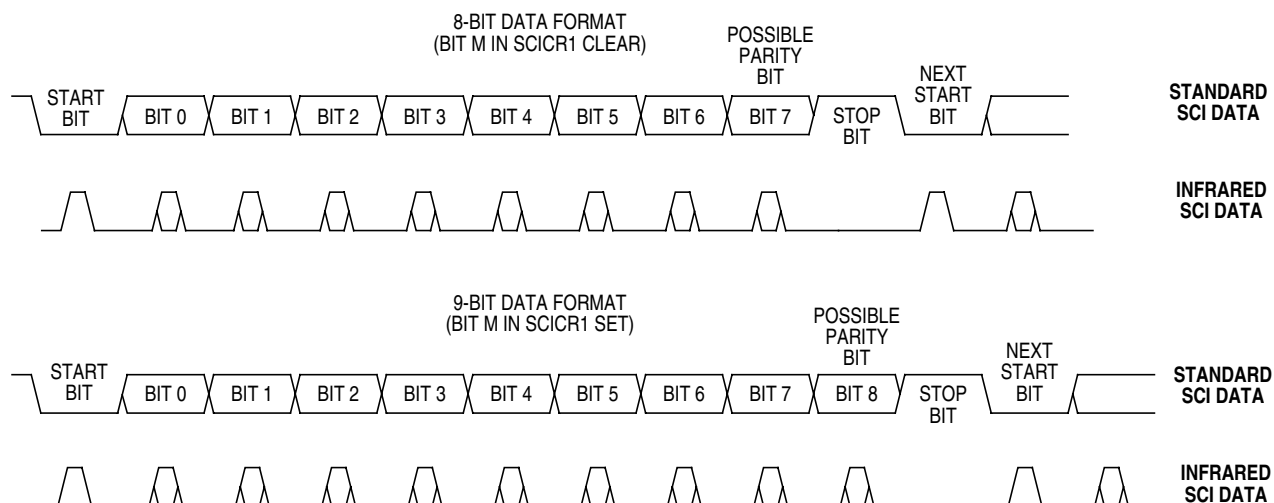 8-BIT DATA FORMAT
(BIT M IN SCICR1 CLEAR)
POSSIBLE
PARITY
BIT
START
BIT
BIT 0
BIT 1
BIT 2
BIT 3
BIT 4
BIT 5
BIT 6
BIT 7
STOP
BIT
NEXT
START
BIT
STANDARD
SCI DATA
INFRARED
SCI DATA
9-BIT DATA FORMAT
(BIT M IN SCICR1 SET)
POSSIBLE
PARITY
BIT
START
BIT
BIT 0
BIT 1
BIT 2
BIT 3
BIT 4
BIT 5
BIT 6
BIT 7
BIT 8
STOP
BIT
NEXT
START
BIT
STANDARD
SCI DATA
INFRARED
SCI DATA